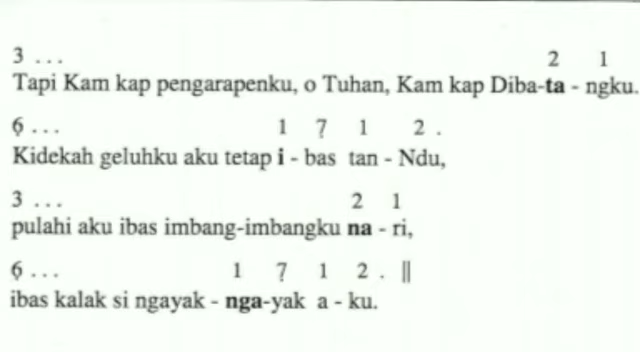 3 ... 2 1
Tapi Kam kap pengarapenku, o Tuhan, Kam kap Diba-ta - ngku.
6̣ ... 1 7̣ 1 2 .
Kidekah geluhku aku tetap i - bas tan - Ndu,
3 ... 2 1
pulahi aku ibas imbang-imbangku na - ri,
6̣ ... 1 7̣ 1 2 . ||
ibas kalak si ngayak - nga-yak a - ku.